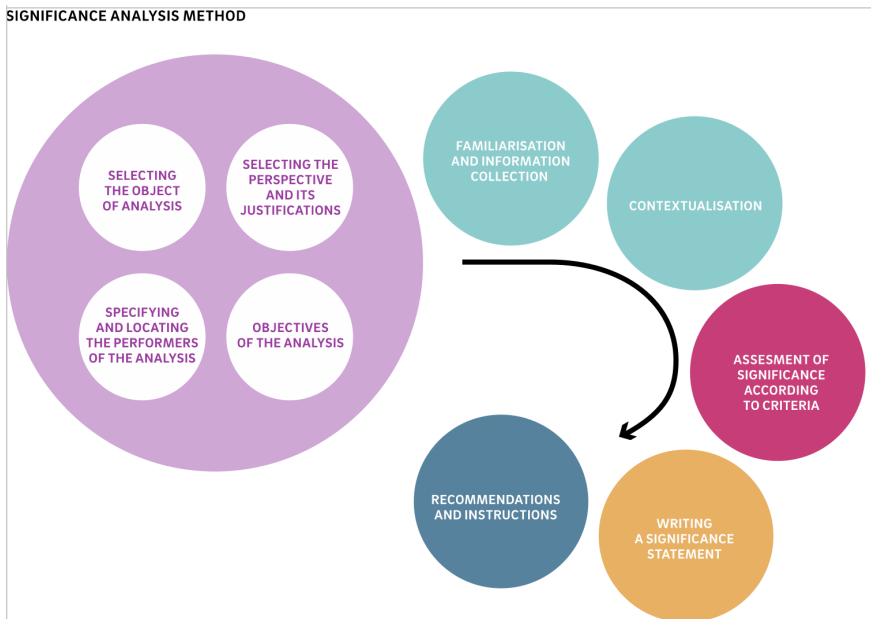 SIGNIFICANCE ANALYSIS METHOD
SELECTING
THE OBJECT
OF ANALYSIS
SELECTING THE
PERSPECTIVE
AND ITS
JUSTIFICATIONS
SPECIFYING
AND LOCATING
THE PERFORMERS
OF THE ANALYSIS
OBJECTIVES
OF THE ANALYSIS
FAMILIARISATION
AND INFORMATION
COLLECTION
CONTEXTUALISATION
ASSESMENT OF
SIGNIFICANCE
ACCORDING
TO CRITERIA
WRITING
A SIGNIFICANCE
STATEMENT
RECOMMENDATIONS
AND INSTRUCTIONS